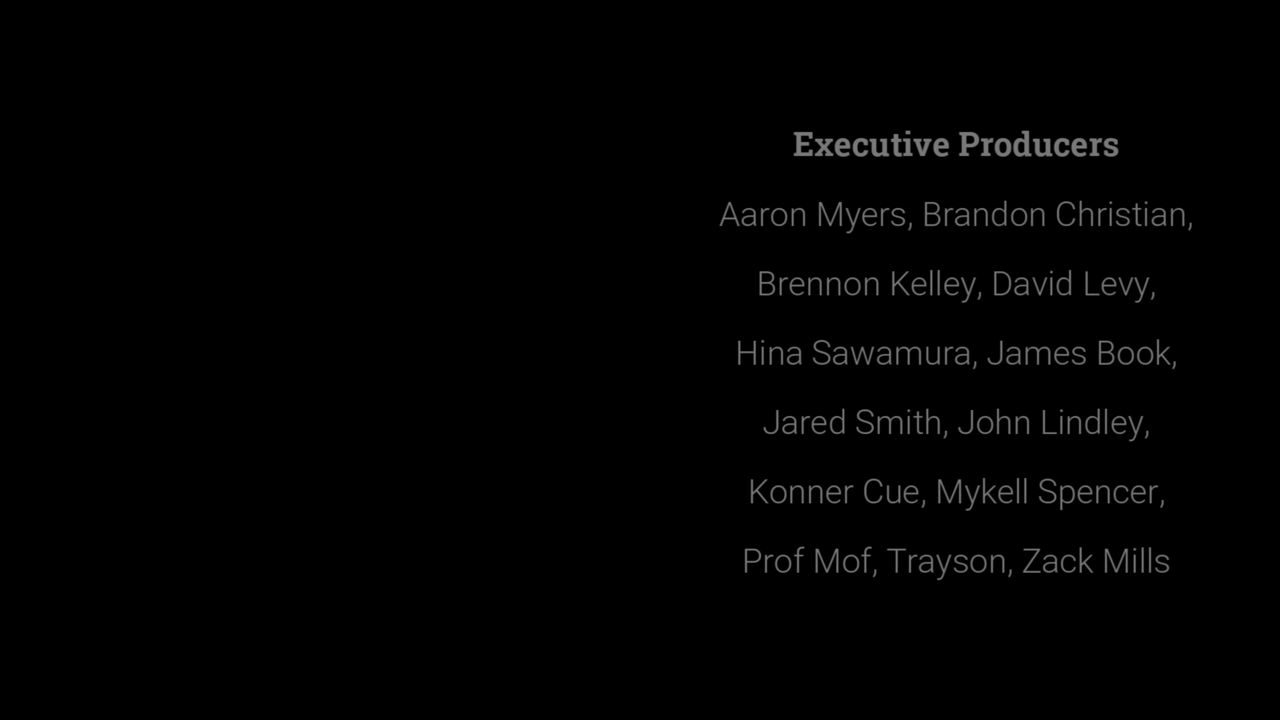 Executive Producers
Aaron Myers, Brandon Christian,
Brennon Kelley, David Levy,
Hina Sawamura, James Book,
Jared Smith, John Lindley,
Konner Cue, Mykell Spencer,
Prof Mof, Trayson, Zack Mills